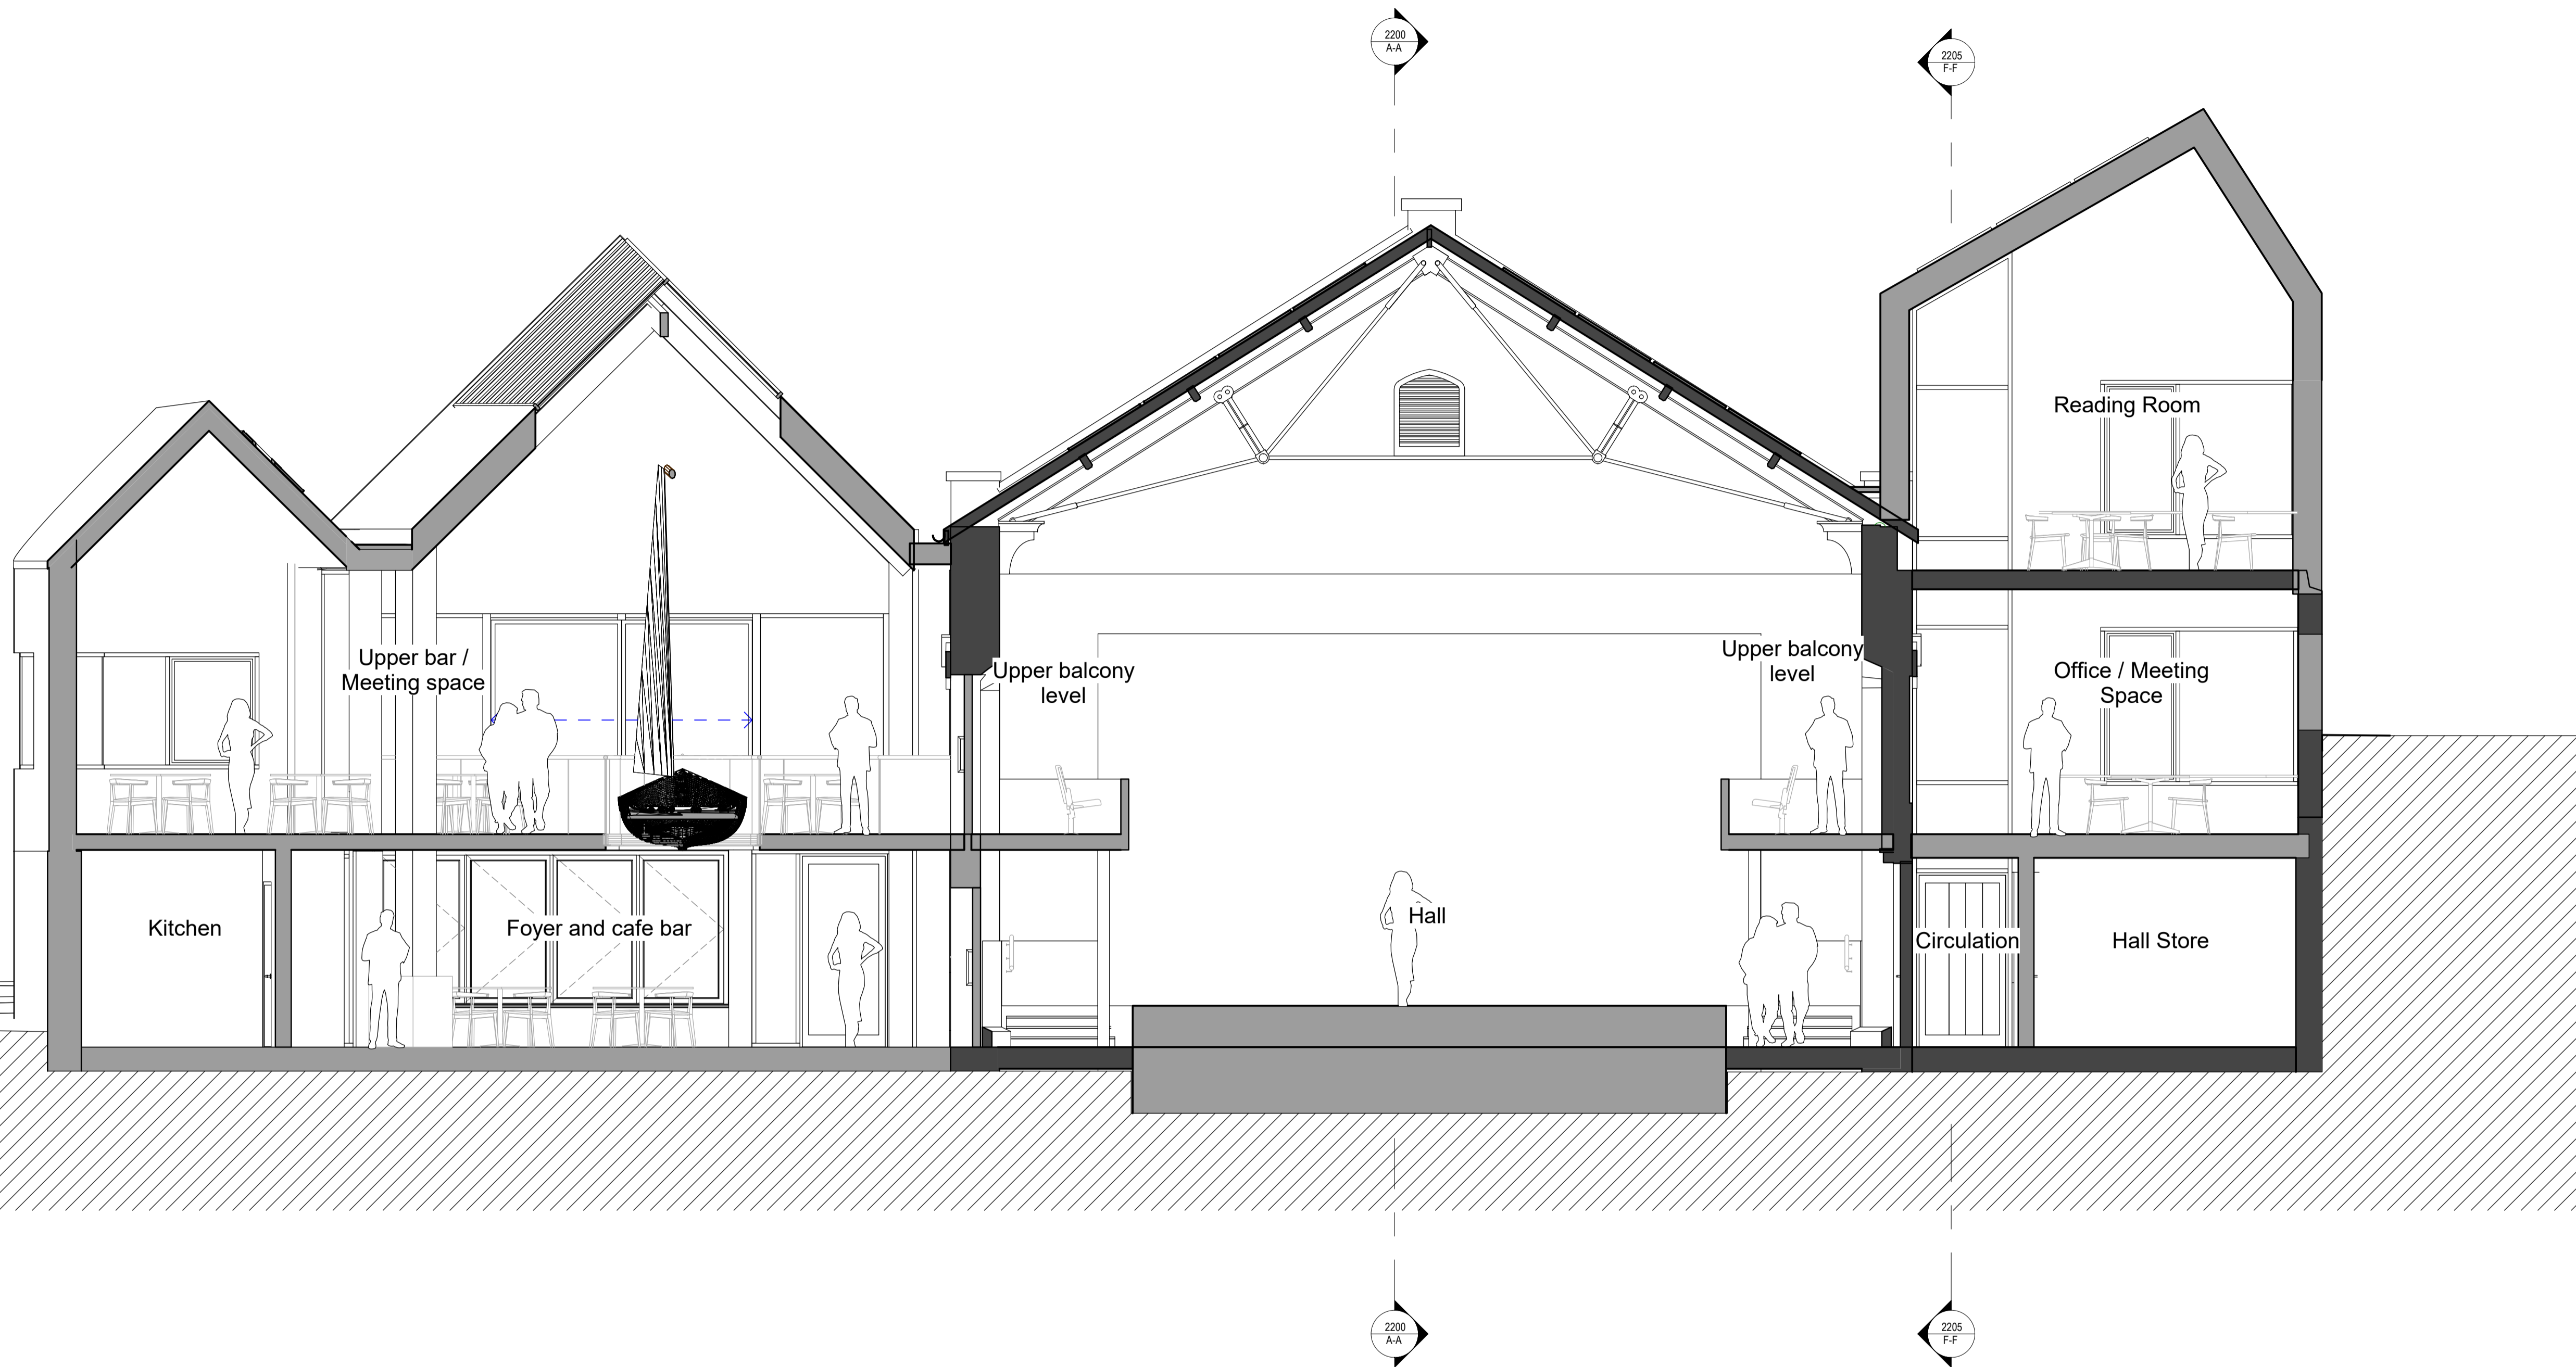 2200
A-A
2205
F-F
Reading Room
Upper bar /
Meeting space
Upper balcony
level
Upper balcony
level
Office / Meeting
Space
Kitchen
Foyer and cafe bar
Hall
Circulation
Hall Store
2200
A-A
2205
F-F